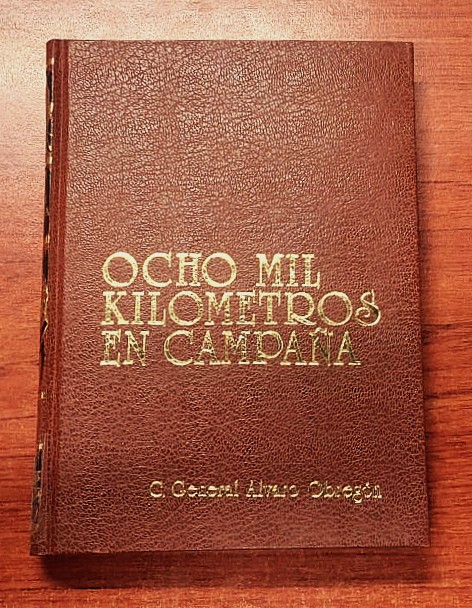 OCHO MIL
KILOMETROS
EN CAMPAÑA
C. General Alvaro Obregón